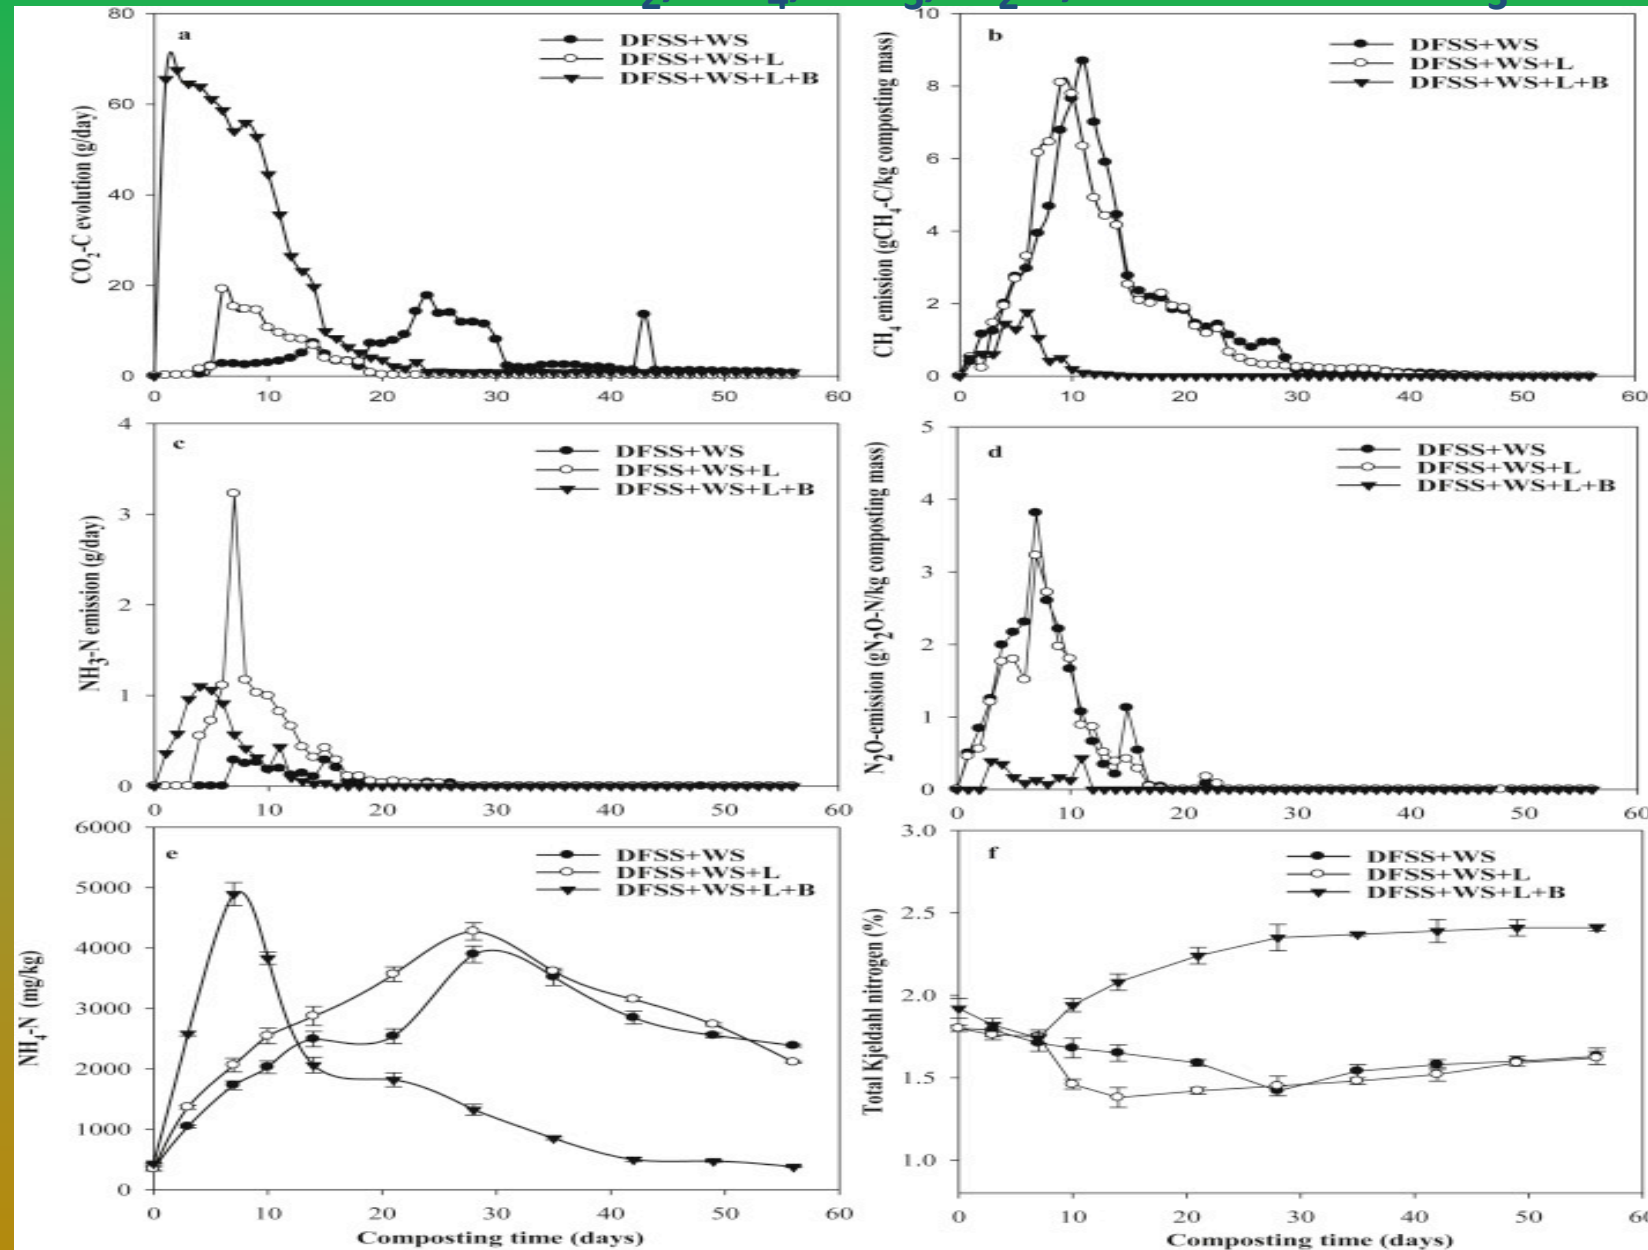 a
DFSS+WS
DFSS+WS+L
DFSS+WS+L+B
CO2-C evolution (g/day)
80
60
40
20
0
0 10 20 30 40 50 60
b
DFSS+WS
DFSS+WS+L
DFSS+WS+L+B
CH4 emission (gCH4-C/kg composting mass)
10
8
6
4
2
0
0 10 20 30 40 50 60
c
DFSS+WS
DFSS+WS+L
DFSS+WS+L+B
NH3-N emission (g/day)
4
3
2
1
0
0 10 20 30 40 50 60
d
DFSS+WS
DFSS+WS+L
DFSS+WS+L+B
N2O-emission (gN2O-N/kg composting mass)
5
4
3
2
1
0
0 10 20 30 40 50 60
e
DFSS+WS
DFSS+WS+L
DFSS+WS+L+B
NH4-N (mg/kg)
6000
5000
4000
3000
2000
1000
0
0 10 20 30 40 50 60
Composting time (days)
f
DFSS+WS
DFSS+WS+L
DFSS+WS+L+B
Total Kjeldahl nitrogen (%)
3.0
2.5
2.0
1.5
1.0
0 10 20 30 40 50 60
Composting time (days)